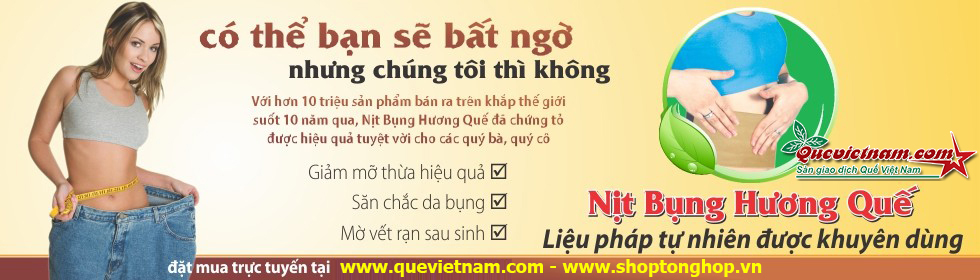 có thể bạn sẽ bất ngờ
nhưng chúng tôi thì không
Với hơn 10 triệu sản phẩm bán ra trên khắp thế giới
suốt 10 năm qua, Nịt Bụng Hương Quế đã chứng tỏ
được hiệu quả tuyệt vời cho các quý bà, quý cô
Giảm mỡ thừa hiệu quả ☑
Săn chắc da bụng ☑
Mờ vết rạn sau sinh ☑
Quevietnam.com
Sàn giao dịch Quế Việt Nam
Nịt Bụng Hương Quế
Liệu pháp tự nhiên được khuyên dùng
đặt mua trực tuyến tại www.quevietnam.com - www.shoptonghop.vn